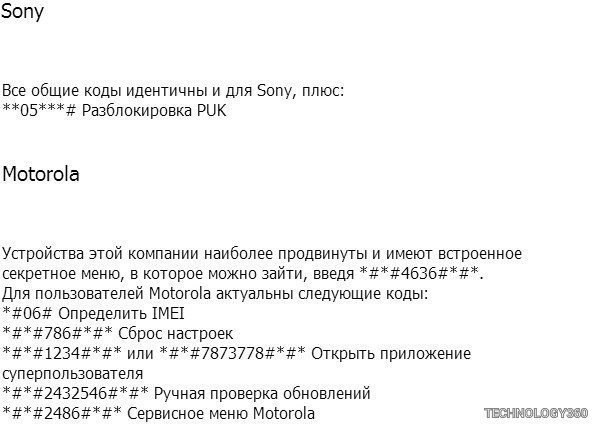 Sony
Все общие коды идентичны и для Sony, плюс:
**05***# Разблокировка PUK
Motorola
Устройства этой компании наиболее продвинуты и имеют встроенное
секретное меню, в которое можно зайти, введя *#*#4636#*#*.
Для пользователей Motorola актуальны следующие коды:
*#06# Определить IMEI
*#*#786#*#* Сброс настроек
*#*#1234#*#* или *#*#7873778#*#* Открыть приложение
суперпользователя
*#*#2432546#*#* Ручная проверка обновлений
*#*#2486#*#* Сервисное меню Motorola
TECHNOLOGY360